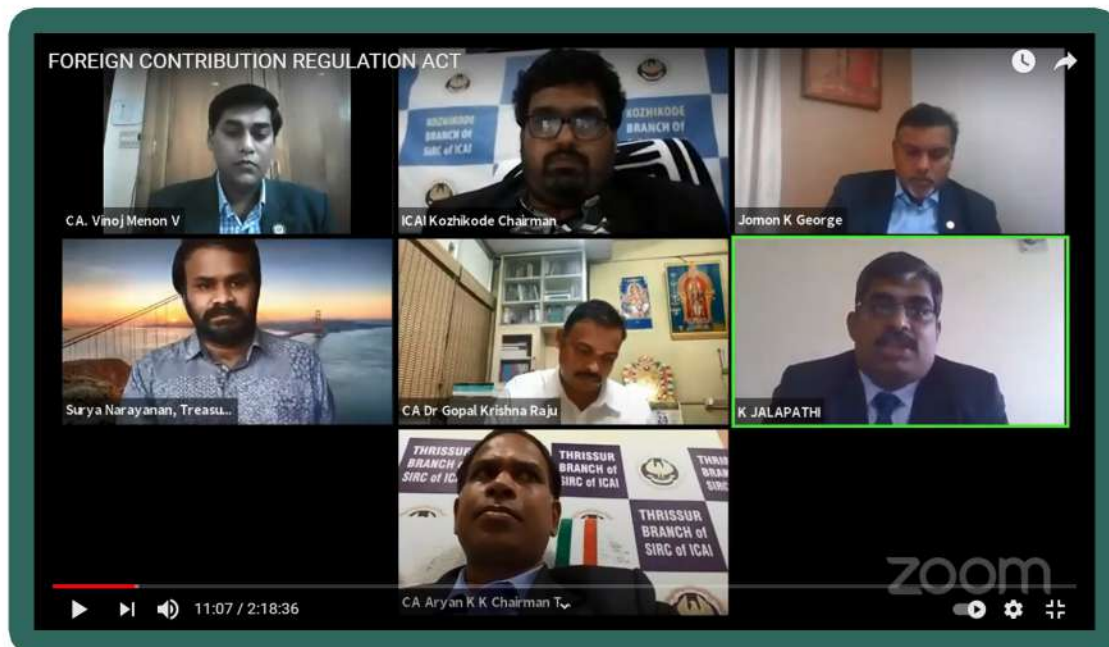 FOREIGN CONTRIBUTION REGULATION ACT
KOZHIKODE
BRANCH of
SIRC of ICAI
KOZHIKODE
BRANCH of
CA. Vinoj Menon V
ICAI Kozhikode Chairman
Jomon K George
Surya Narayanan, Treasu...
CA Dr Gopal Krishna Raju
K JALAPATHI
THRISSUR
BRANCH of
SIRC of ICAI
THRISSUR
BRANCH of
SIRC of ICAI
THRISSUR
BRANCH of
SIRC of ICAI
zoom
CA Aryan K K Chairman T...
11:07 / 2:18:36